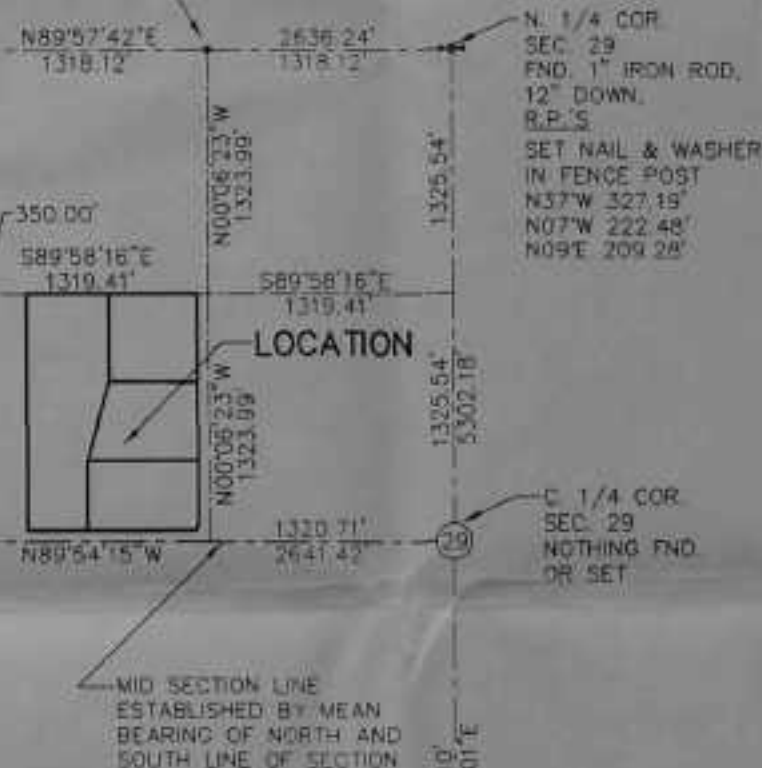 N89°57'42"E
1318.12'
2636.24'
1318.12'
N. 1/4 COR.
SEC. 29
FND. 1" IRON ROD,
12" DOWN.
R.P.'S
SET NAIL & WASHER
IN FENCE POST
N37°W 327.19'
N07°W 222.48'
N09°E 209.28'
N00°06'23"W
1323.99'
1325.54'
350.00'
S89°58'16"E
1319.41'
S89°58'16"E
1319.41'
LOCATION
N00°06'23"W
1323.99'
1325.54'
5302.18'
C. 1/4 COR.
SEC. 29
NOTHING FND.
OR SET
N89°54'15"W
1320.71'
2641.42'
29
MID SECTION LINE
ESTABLISHED BY MEAN
BEARING OF NORTH AND
SOUTH LINE OF SECTION
01"E